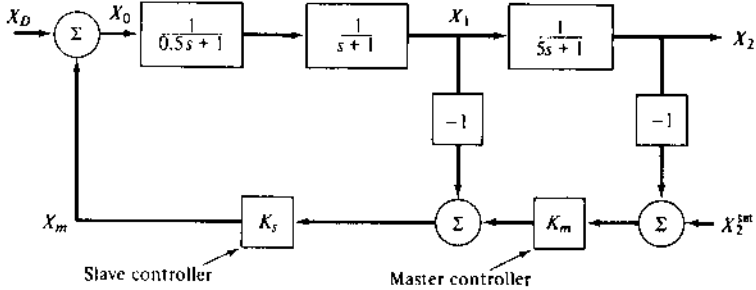 X_D
Σ
X_0
1
0.5s + 1
1
s + 1
X_1
1
5s + 1
X_2
−1
−1
X_m
K_s
Σ
K_m
Σ
X_2^set
Slave controller
Master controller